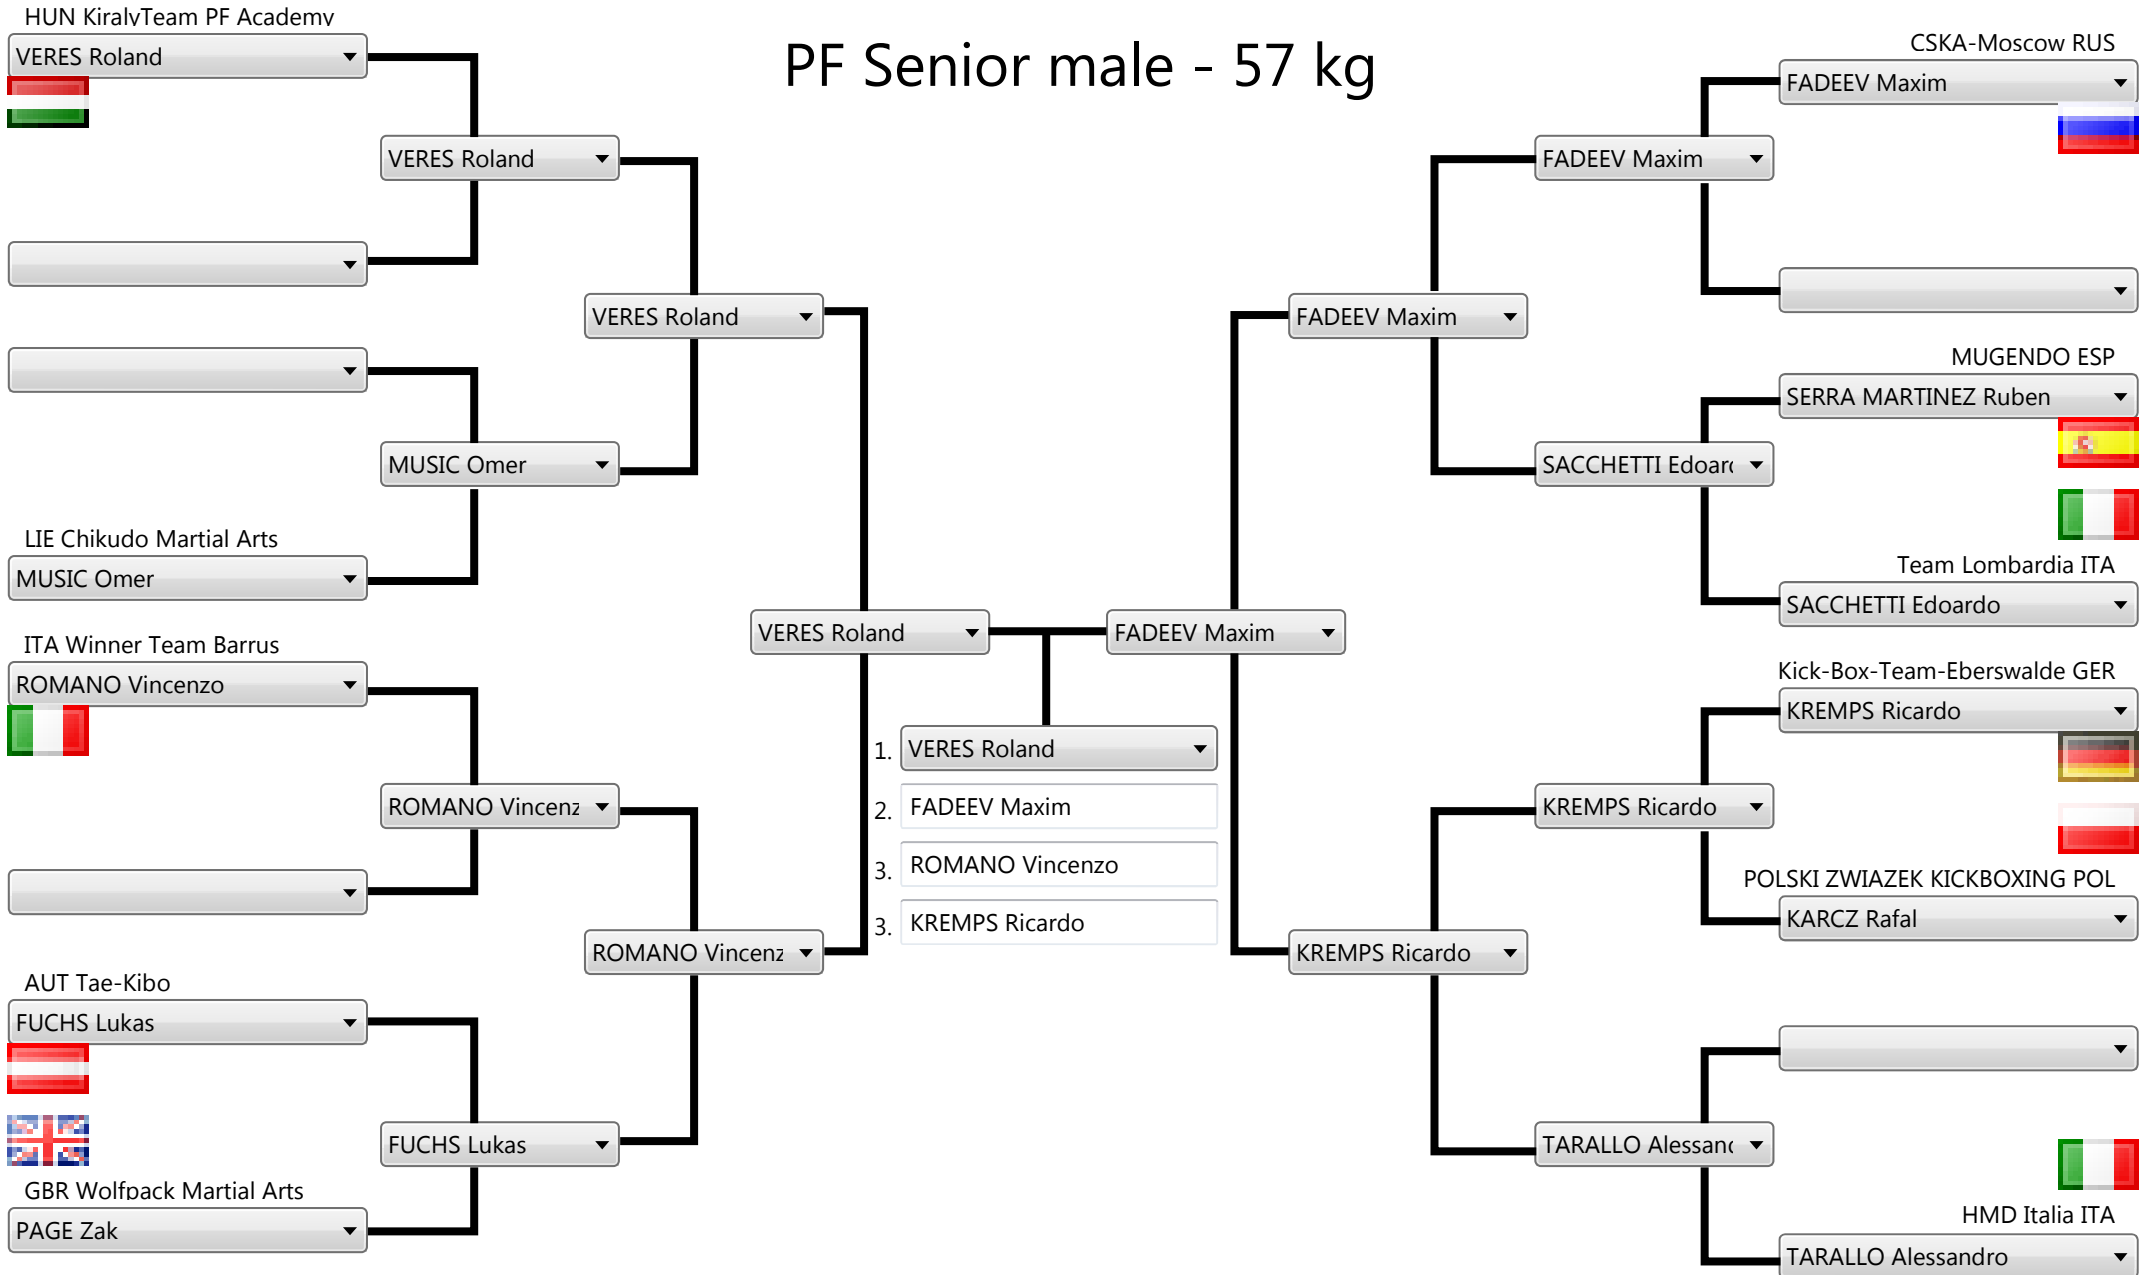 PF Senior male - 57 kg
HUN KiralyTeam PF Academy
VERES Roland
VERES Roland
VERES Roland
MUSIC Omer
LIE Chikudo Martial Arts
MUSIC Omer
ITA Winner Team Barrus
ROMANO Vincenzo
ROMANO Vincenz
ROMANO Vincenz
AUT Tae-Kibo
FUCHS Lukas
FUCHS Lukas
GBR Wolfpack Martial Arts
PAGE Zak
VERES Roland
FADEEV Maxim
1. VERES Roland
2. FADEEV Maxim
3. ROMANO Vincenzo
3. KREMPS Ricardo
CSKA-Moscow RUS
FADEEV Maxim
FADEEV Maxim
FADEEV Maxim
MUGENDO ESP
SERRA MARTINEZ Ruben
SACCHETTI Edoar
Team Lombardia ITA
SACCHETTI Edoardo
Kick-Box-Team-Eberswalde GER
KREMPS Ricardo
KREMPS Ricardo
POLSKI ZWIAZEK KICKBOXING POL
KARCZ Rafal
KREMPS Ricardo
TARALLO Alessan
HMD Italia ITA
TARALLO Alessandro